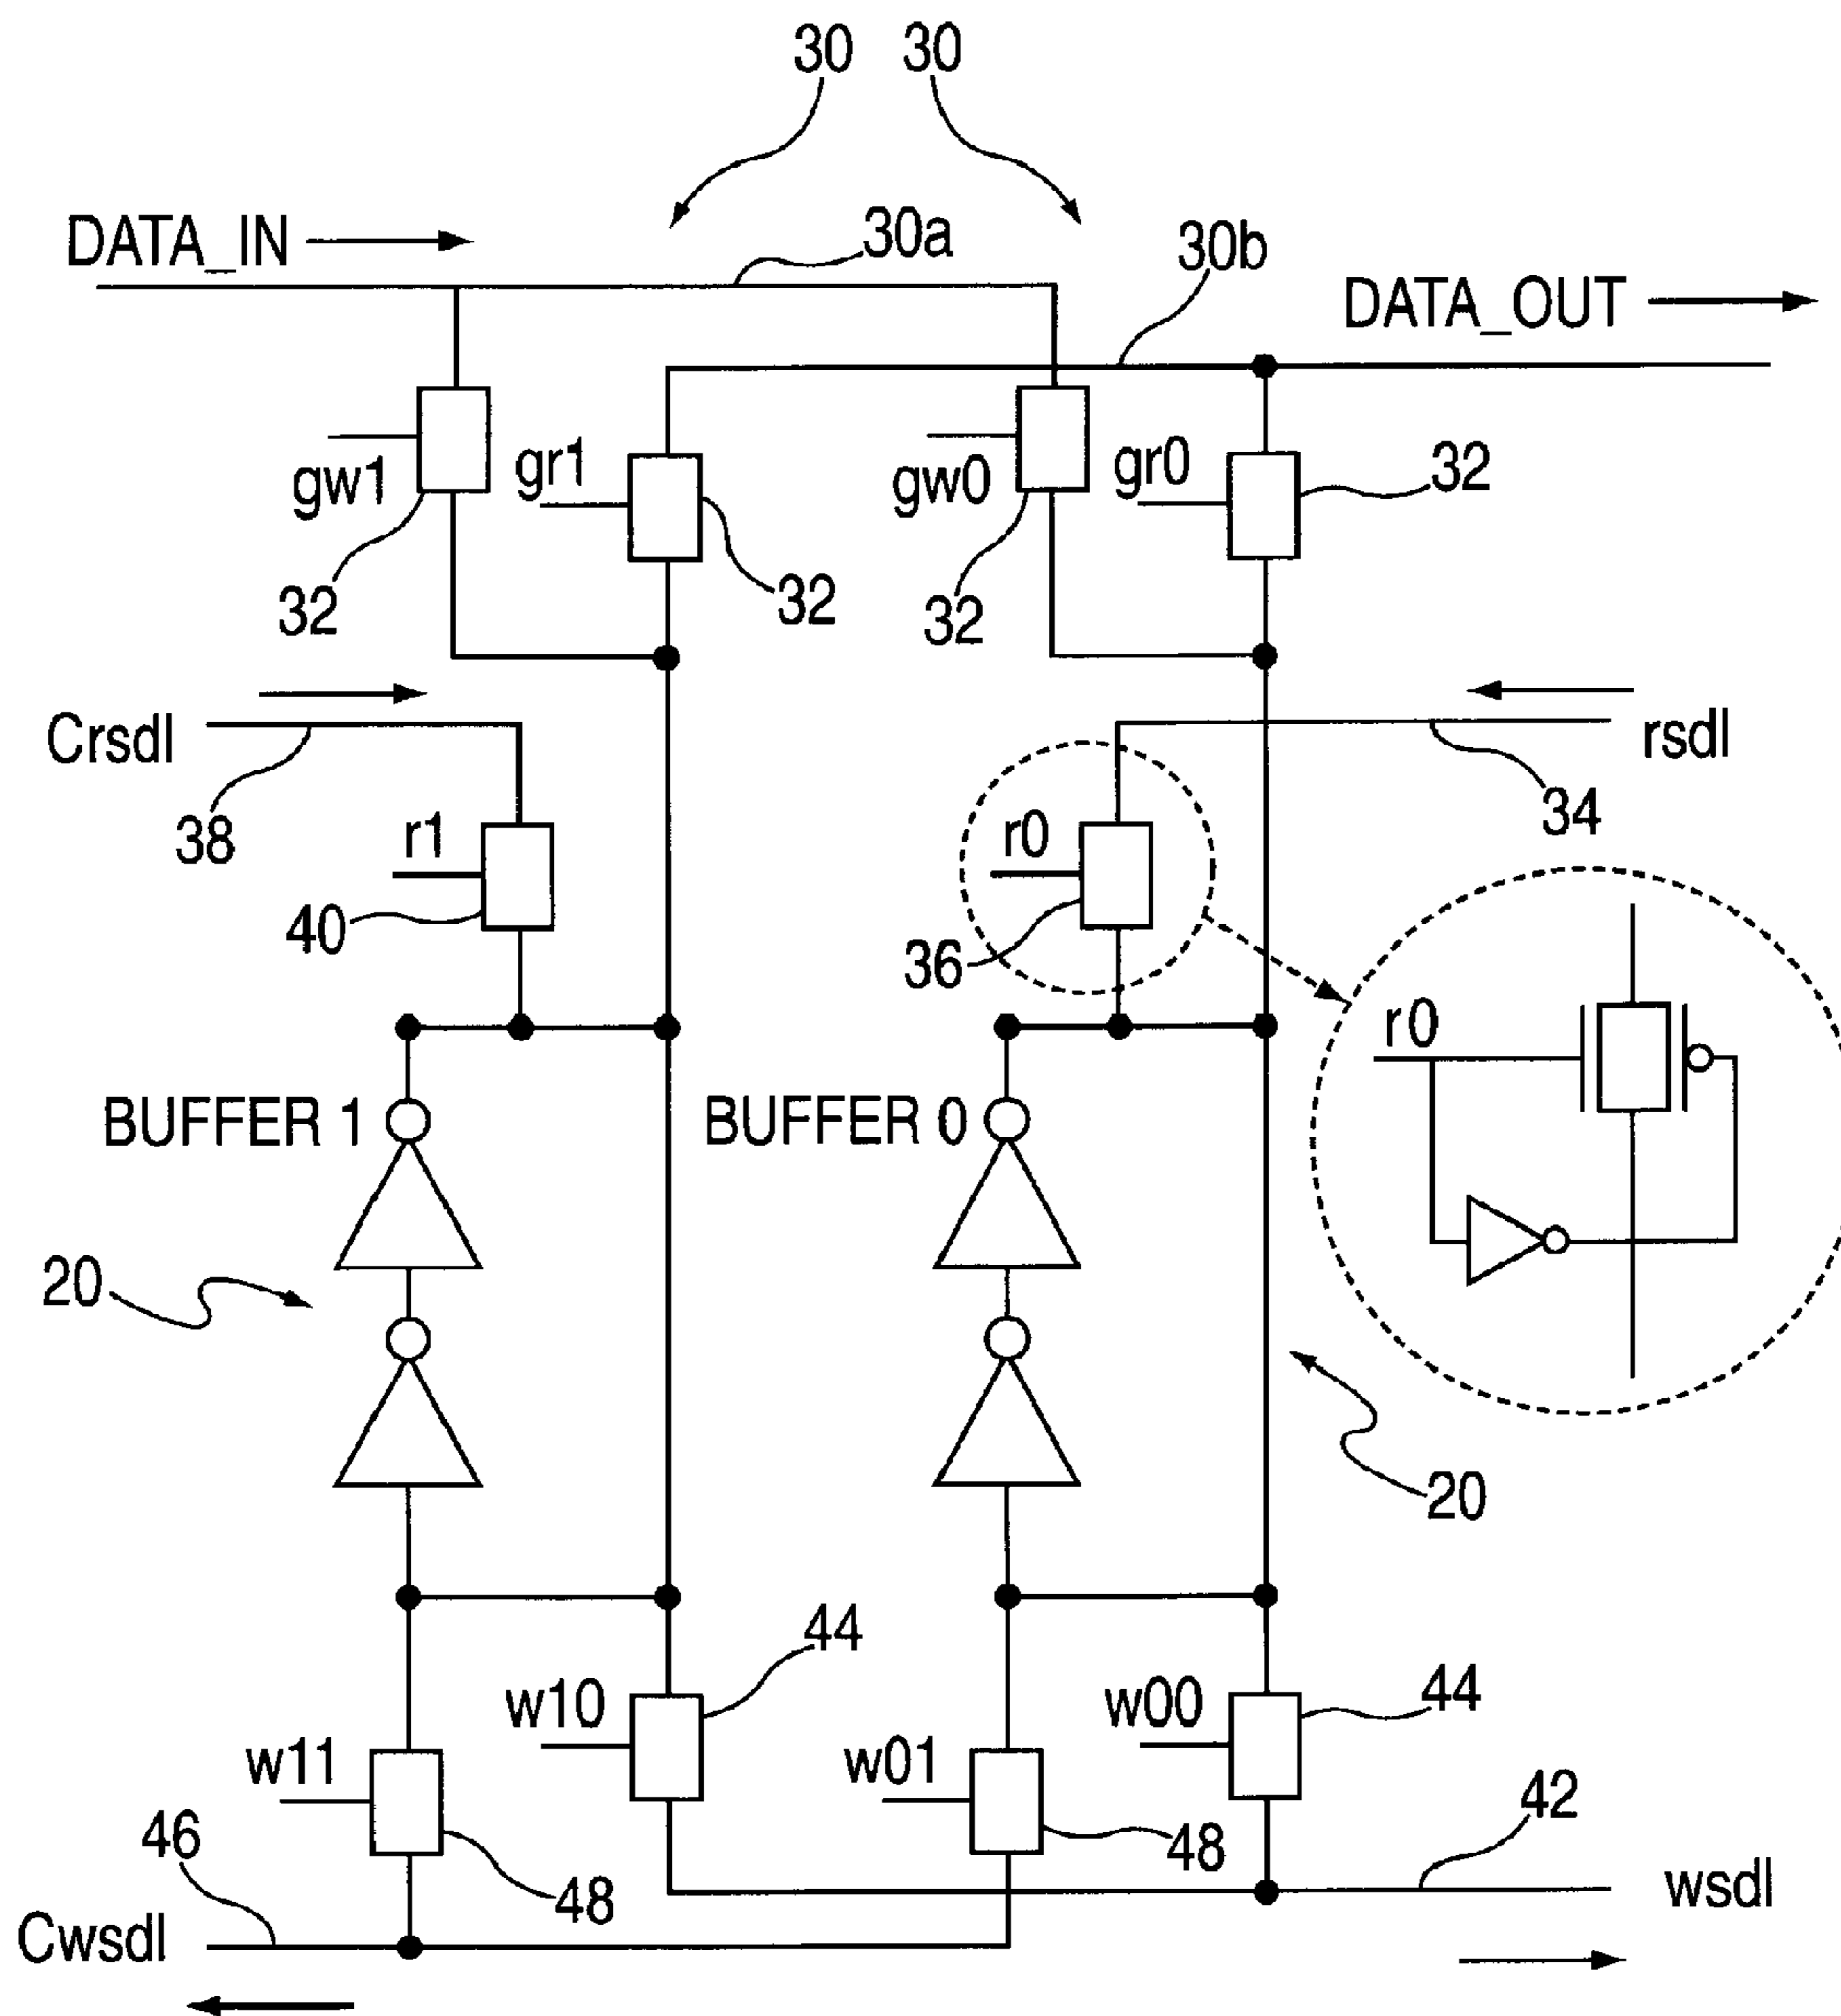 30 30
DATA_IN
30a
30b
DATA_OUT
gw1
gr1
gw0
gr0
32
32
32
32
Crsdl
rsdl
38
r1
r0
34
40
36
r0
BUFFER 1
BUFFER 0
20
20
44
w10
w00
44
w11
w01
42
46
48
48
wsdl
Cwsdl